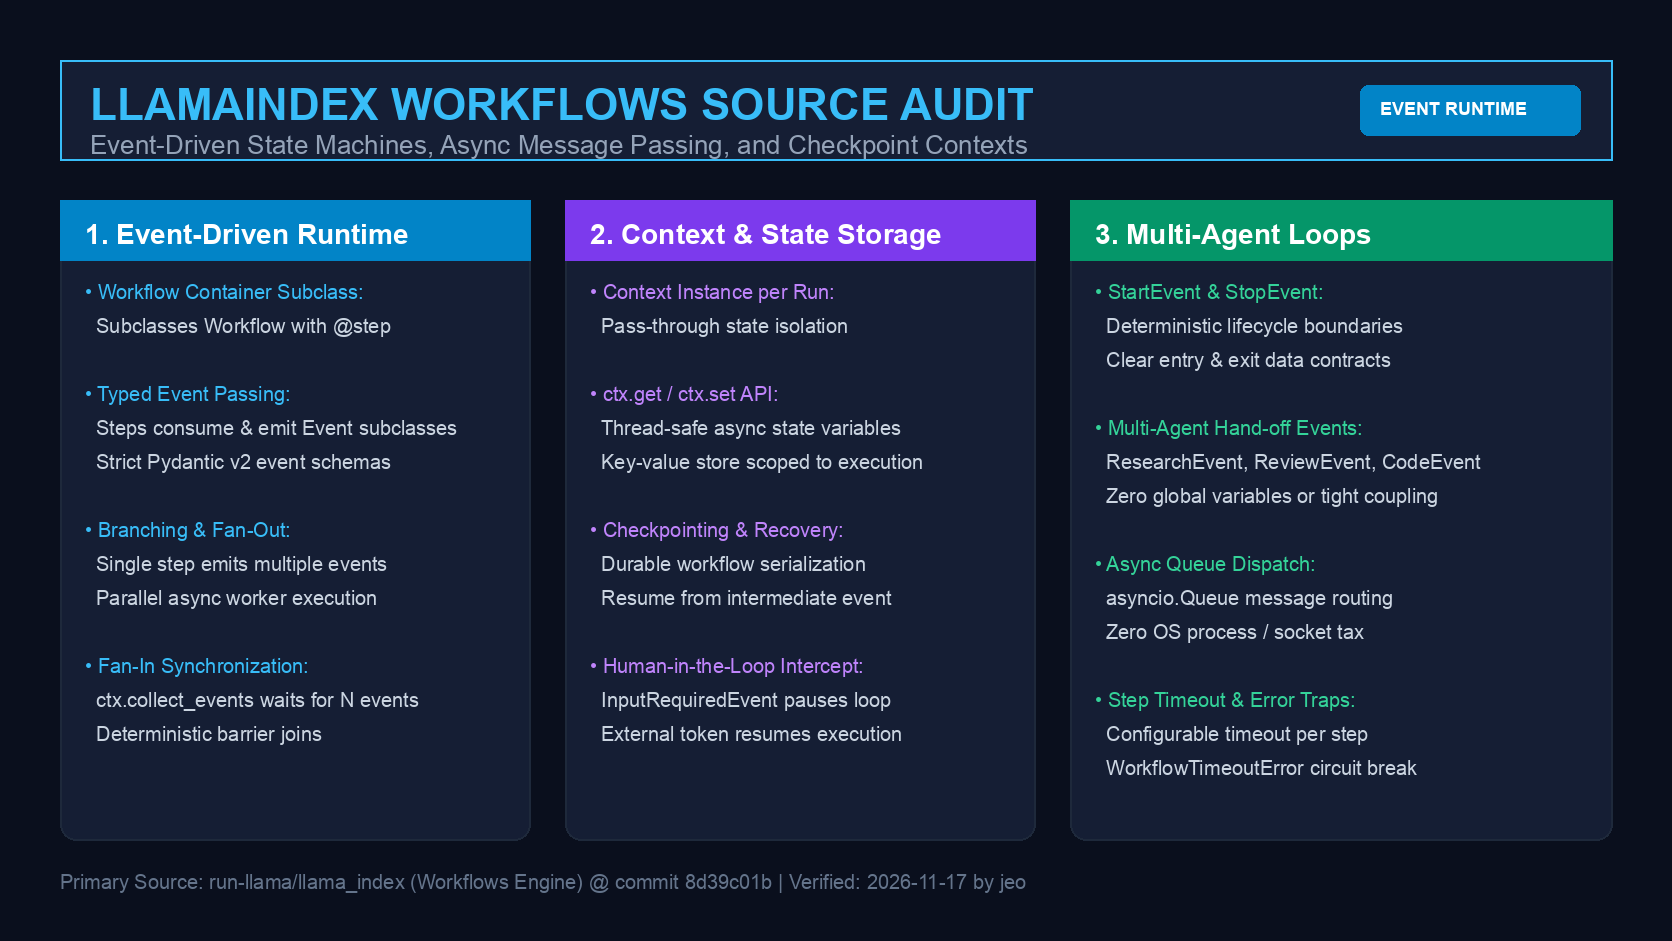 LLAMAINDEX WORKFLOWS SOURCE AUDIT
Event-Driven State Machines, Async Message Passing, and Checkpoint Contexts
EVENT RUNTIME
1. Event-Driven Runtime
• Workflow Container Subclass:
Subclasses Workflow with @step
• Typed Event Passing:
Steps consume & emit Event subclasses
Strict Pydantic v2 event schemas
• Branching & Fan-Out:
Single step emits multiple events
Parallel async worker execution
• Fan-In Synchronization:
ctx.collect_events waits for N events
Deterministic barrier joins
2. Context & State Storage
• Context Instance per Run:
Pass-through state isolation
• ctx.get / ctx.set API:
Thread-safe async state variables
Key-value store scoped to execution
• Checkpointing & Recovery:
Durable workflow serialization
Resume from intermediate event
• Human-in-the-Loop Intercept:
InputRequiredEvent pauses loop
External token resumes execution
3. Multi-Agent Loops
• StartEvent & StopEvent:
Deterministic lifecycle boundaries
Clear entry & exit data contracts
• Multi-Agent Hand-off Events:
ResearchEvent, ReviewEvent, CodeEvent
Zero global variables or tight coupling
• Async Queue Dispatch:
asyncio.Queue message routing
Zero OS process / socket tax
• Step Timeout & Error Traps:
Configurable timeout per step
WorkflowTimeoutError circuit break
Primary Source: run-llama/llama_index (Workflows Engine) @ commit 8d39c01b | Verified: 2026-11-17 by jeo